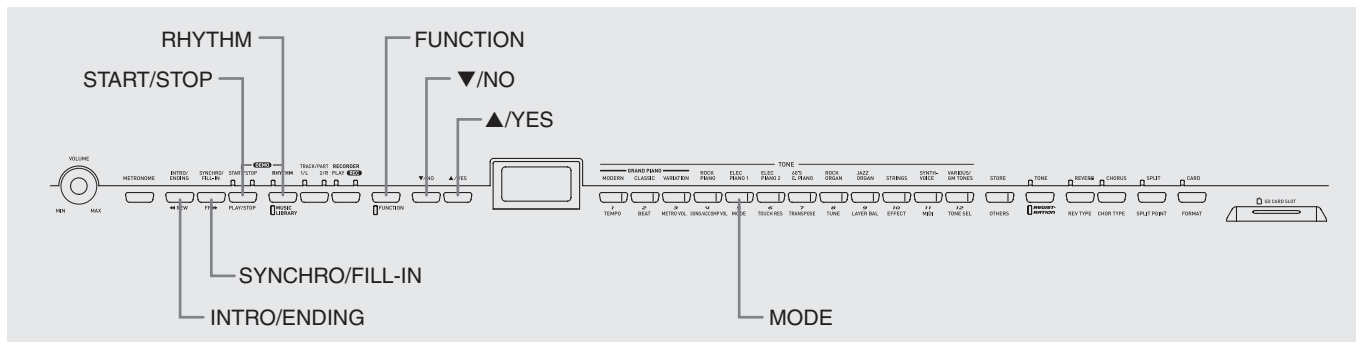 RHYTHM
FUNCTION
START/STOP
▼/NO
▲/YES
VOLUME
MIN MAX
METRONOME
INTRO/
ENDING
◀◀ REW
SYNCHRO/
FILL-IN
FF ▶▶
DEMO
START/STOP
PLAY/STOP
RHYTHM
MUSIC
LIBRARY
TRACK/PART
1/L 2/R
RECORDER
PLAY REC
FUNCTION
▼/NO
▲/YES
TONE
GRAND PIANO
MODERN
1
TEMPO
CLASSIC
2
BEAT
VARIATION
3
METRO VOL
ROCK
PIANO
4
SONG/ACCOMP VOL
ELEC
PIANO 1
MODE
ELEC
PIANO 2
6
TOUCH RES
60'S
E. PIANO
7
TRANSPOSE
ROCK
ORGAN
8
TUNE
JAZZ
ORGAN
9
LAYER BAL
STRINGS
10
EFFECT
SYNTH-
VOICE
11
MIDI
VARIOUS/
GM TONES
12
TONE SEL
STORE
OTHERS
TONE
REGIST-
RATION
REVERB
REV TYPE
CHORUS
CHOR TYPE
SPLIT
SPLIT POINT
CARD
FORMAT
SD CARD SLOT
SYNCHRO/FILL-IN
INTRO/ENDING
MODE